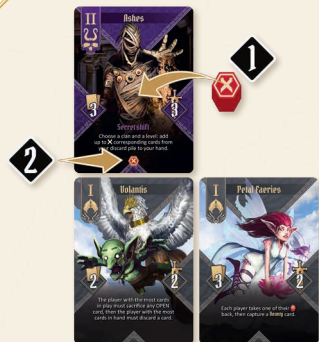 II
Ashes
1
3
3
Secret shift
Choose a clan and a level: add
up to X corresponding cards from
your discard pile to your hand.
2
I
Volantis
2
2
The player with the most cards
in play must sacrifice any OPEN
card, then the player with the most
cards in hand must discard a card.
I
Petal Faeries
3
2
Each player takes one of their
back, then capture a Bounty card.